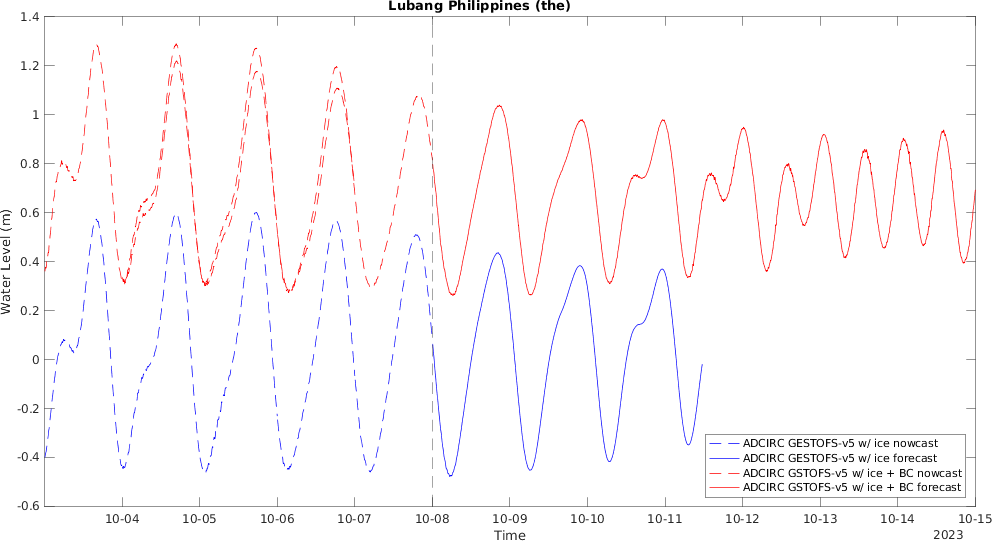 Lubang Philippines (the)
1.4
1.2
1
0.8
0.6
0.4
0.2
0
-0.2
-0.4
-0.6
Water Level (m)
ADCIRC GESTOFS-v5 w/ ice nowcast
ADCIRC GESTOFS-v5 w/ ice forecast
ADCIRC GSTOFS-v5 w/ ice + BC nowcast
ADCIRC GSTOFS-v5 w/ ice + BC forecast
10-04 10-05 10-06 10-07 10-08 10-09 10-10 10-11 10-12 10-13 10-14 10-15
Time
2023